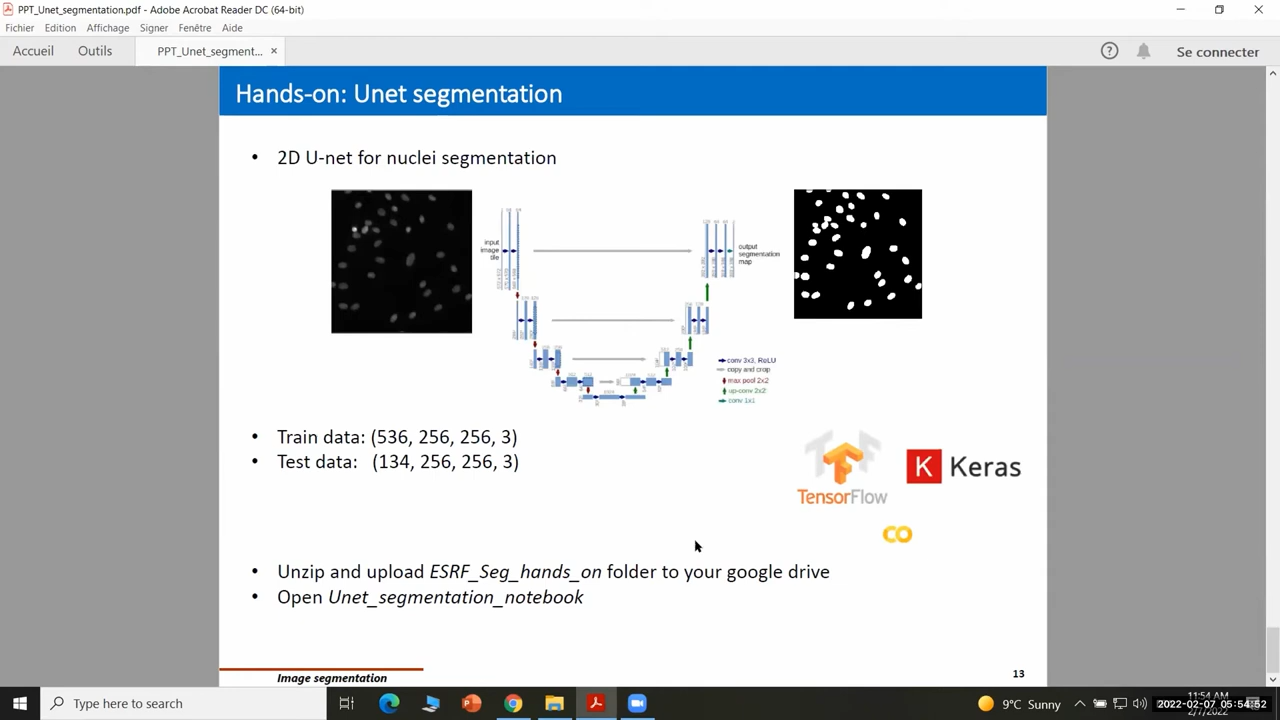 PPT_Unet_segmentation.pdf - Adobe Acrobat Reader DC (64-bit)
Fichier Edition Affichage Signer Fenêtre Aide
Accueil Outils PPT_Unet_segment... × Se connecter
Hands-on: Unet segmentation
• 2D U-net for nuclei segmentation
input
image
tile
output
segmentation
map
conv 3x3, ReLU
copy and crop
max pool 2x2
up-conv 2x2
conv 1x1
• Train data: (536, 256, 256, 3)
• Test data: (134, 256, 256, 3)
TensorFlow
K Keras
CO
• Unzip and upload ESRF_Seg_hands_on folder to your google drive
• Open Unet_segmentation_notebook
Image segmentation
13
Type here to search
9°C Sunny
11:54 AM
2022-02-07 05:54:52
2/7/2022